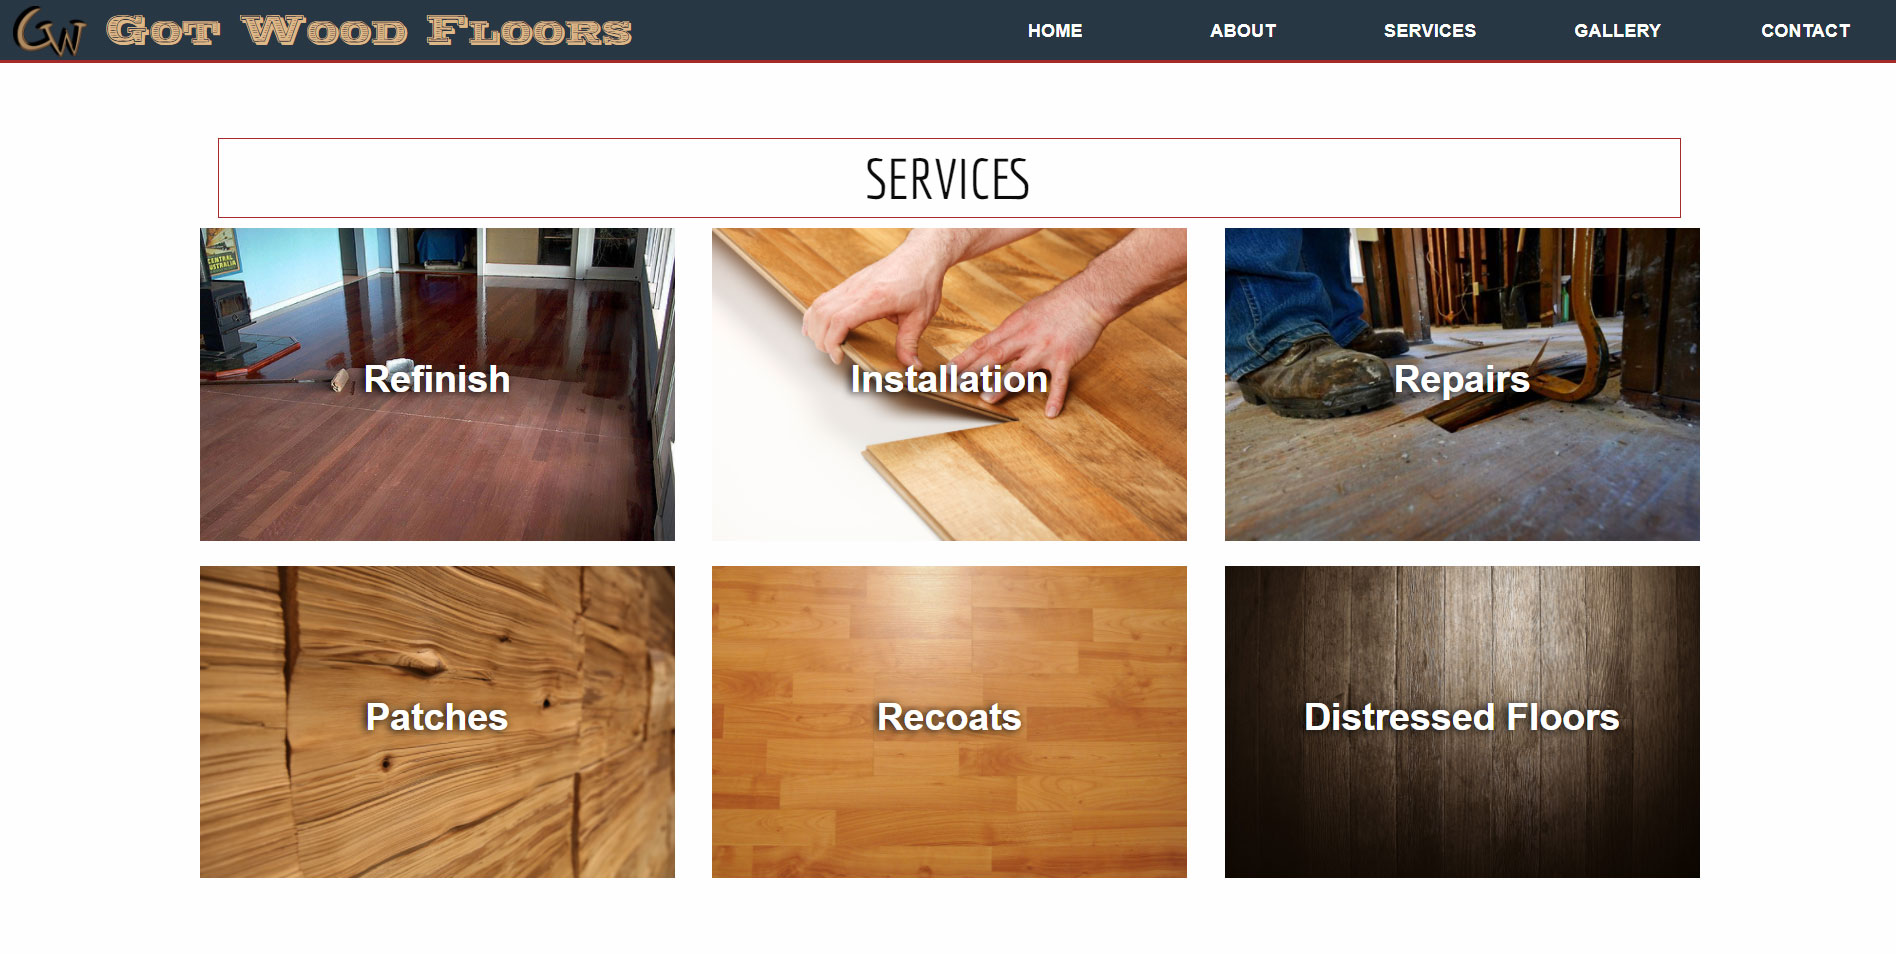 GW Got Wood Floors
HOME ABOUT SERVICES GALLERY CONTACT
SERVICES
CENTRAL
AUSTRALIA
Refinish
Installation
Repairs
Patches
Recoats
Distressed Floors